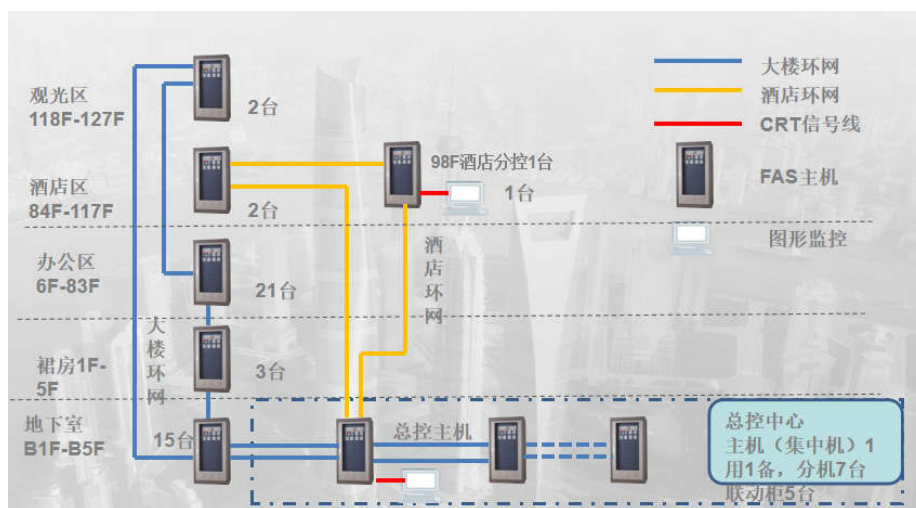 观光区
118F-127F
2台
酒店区
84F-117F
2台
98F酒店分控1台
1台
办公区
6F-83F
21台
酒店环网
大楼环网
裙房1F-
5F
3台
地下室
B1F-B5F
15台
总控主机
总控中心
主机（集中机）1
用1备，分机7台
联动柜5台
大楼环网
酒店环网
CRT信号线
FAS主机
图形监控